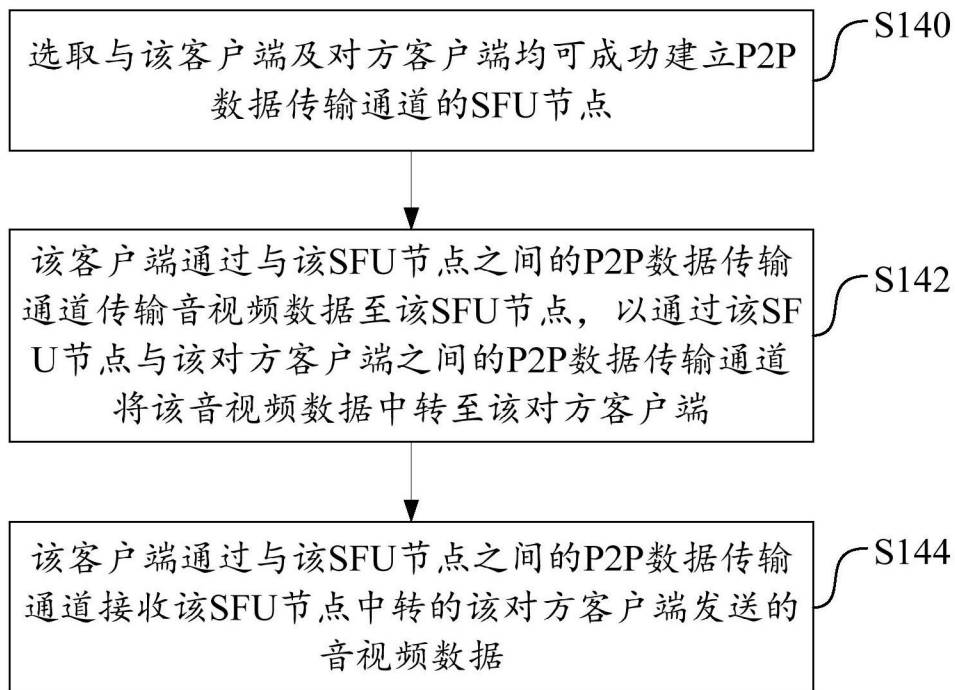 选取与该客户端及对方客户端均可成功建立P2P
数据传输通道的SFU节点
S140
该客户端通过与该SFU节点之间的P2P数据传输
通道传输音视频数据至该SFU节点，以通过该SF
U节点与该对方客户端之间的P2P数据传输通道
将该音视频数据中转至该对方客户端
S142
该客户端通过与该SFU节点之间的P2P数据传输
通道接收该SFU节点中转的该对方客户端发送的
音视频数据
S144